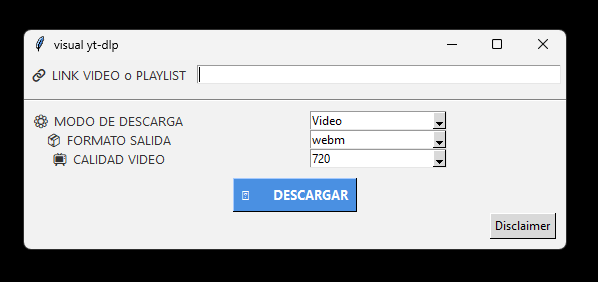 visual yt-dlp
LINK VIDEO o PLAYLIST
MODO DE DESCARGA Video
FORMATO SALIDA webm
CALIDAD VIDEO 720
DESCARGAR
Disclaimer